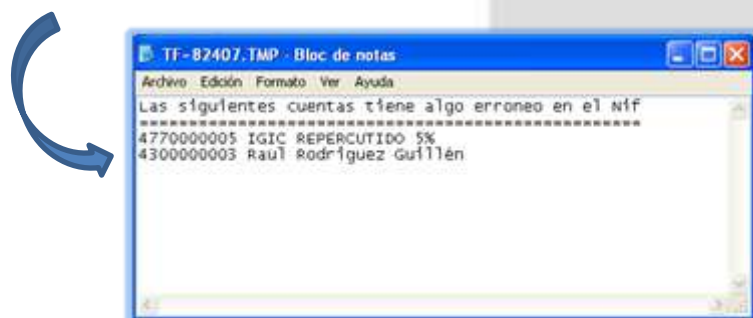 TF-82407.TMP - Bloc de notas
Archivo Edición Formato Ver Ayuda
Las siguientes cuentas tiene algo erroneo en el Nif
==================================================
4770000005 IGIC REPERCUTIDO 5%
4300000003 Raul Rodríguez Guillén